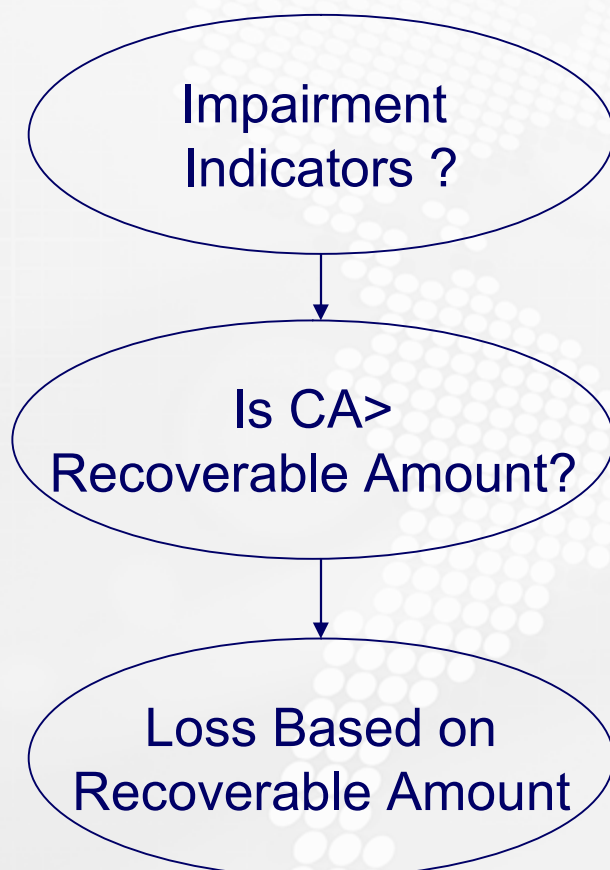 Impairment
Indicators ?
Is CA>
Recoverable Amount?
Loss Based on
Recoverable Amount